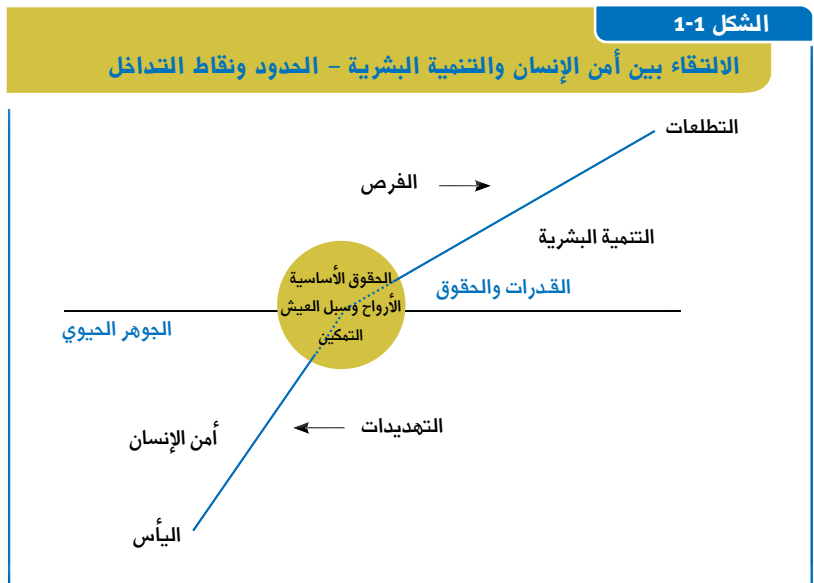 الشكل 1-1
الالتقاء بين أمن الإنسان والتنمية البشرية – الحدود ونقاط التداخل
التطلعات
الفرص
التنمية البشرية
القدرات والحقوق
الحقوق الأساسية
الأرواح وسبل العيش
التمكين
الجوهر الحيوي
التهديدات
أمن الإنسان
اليأس